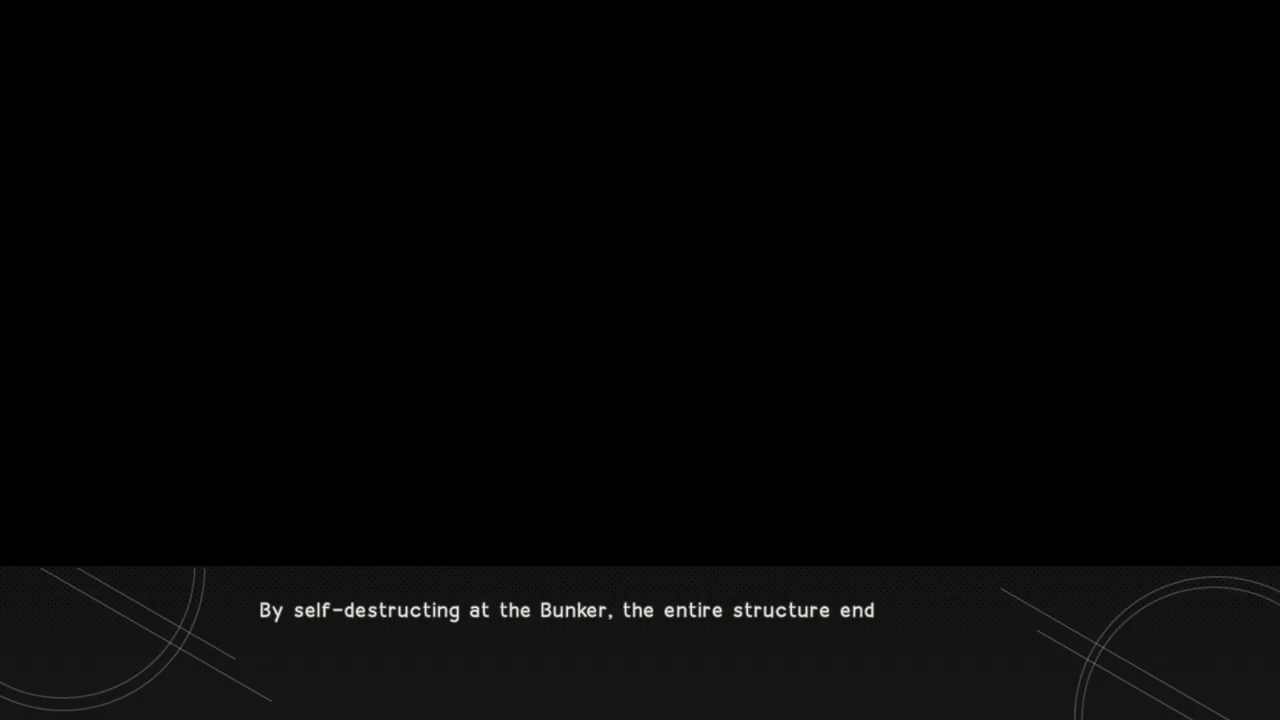 By self-destructing at the Bunker, the entire structure end